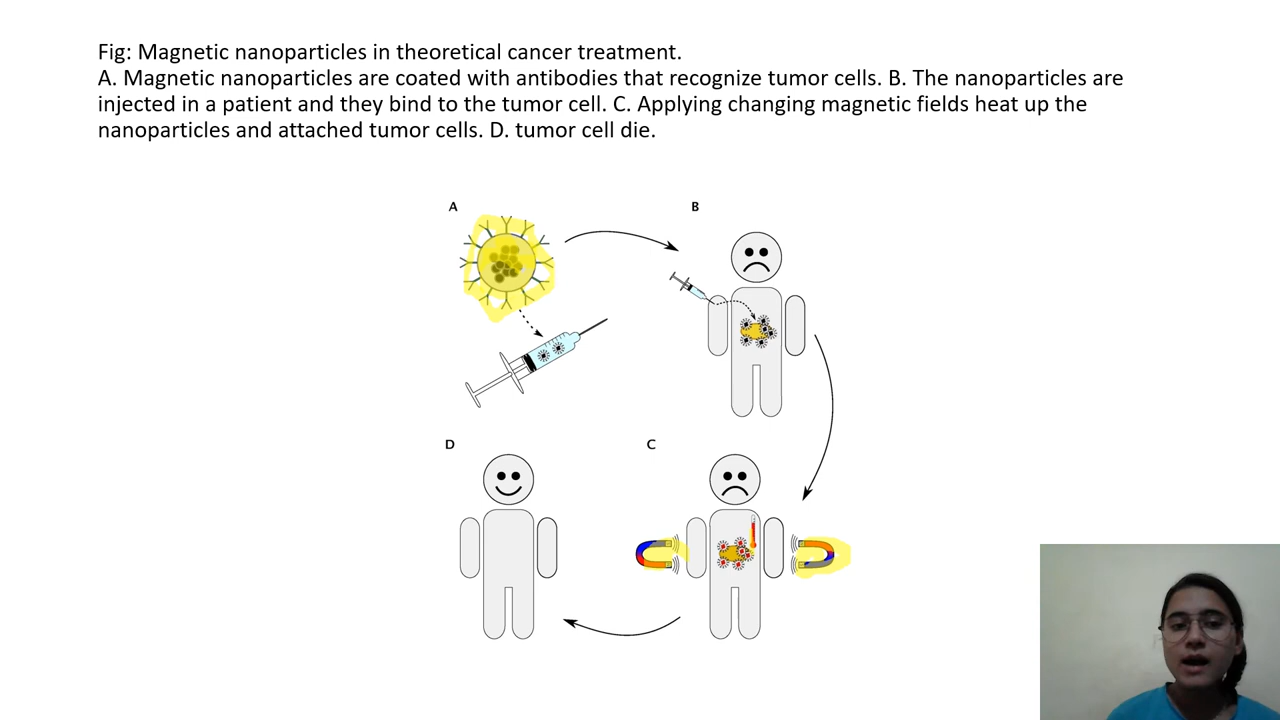 Fig: Magnetic nanoparticles in theoretical cancer treatment.
A. Magnetic nanoparticles are coated with antibodies that recognize tumor cells. B. The nanoparticles are
injected in a patient and they bind to the tumor cell. C. Applying changing magnetic fields heat up the
nanoparticles and attached tumor cells. D. tumor cell die.
A
B
D
C